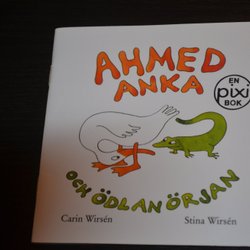 AHMED
ANKA
EN
pixi
BOK
OCH ÖDLAN ÖRJAN
Carin Wirsén
Stina Wirsén